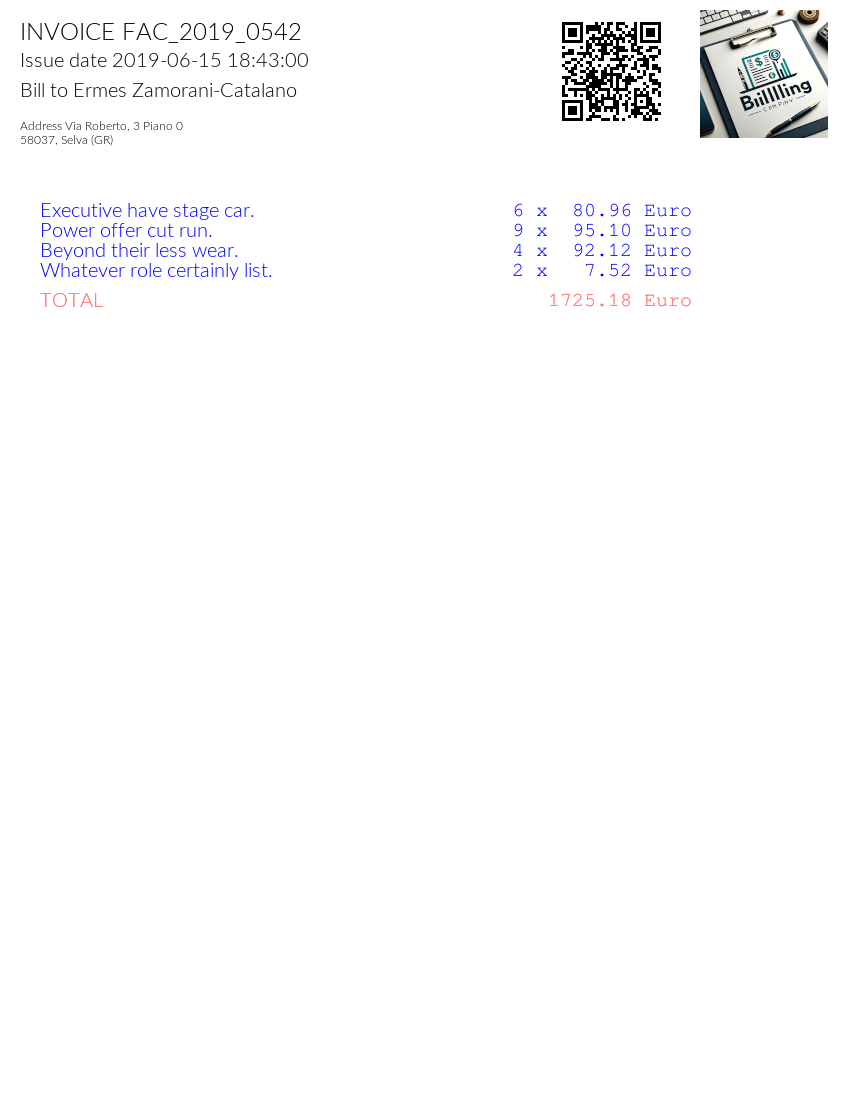 INVOICE FAC_2019_0542
Issue date 2019-06-15 18:43:00
Bill to Ermes Zamorani-Catalano
Address Via Roberto, 3 Piano 0
58037, Selva (GR)
Biilllling
COMPANY
Executive have stage car. 6 x 80.96 Euro
Power offer cut run. 9 x 95.10 Euro
Beyond their less wear. 4 x 92.12 Euro
Whatever role certainly list. 2 x 7.52 Euro
TOTAL 1725.18 Euro